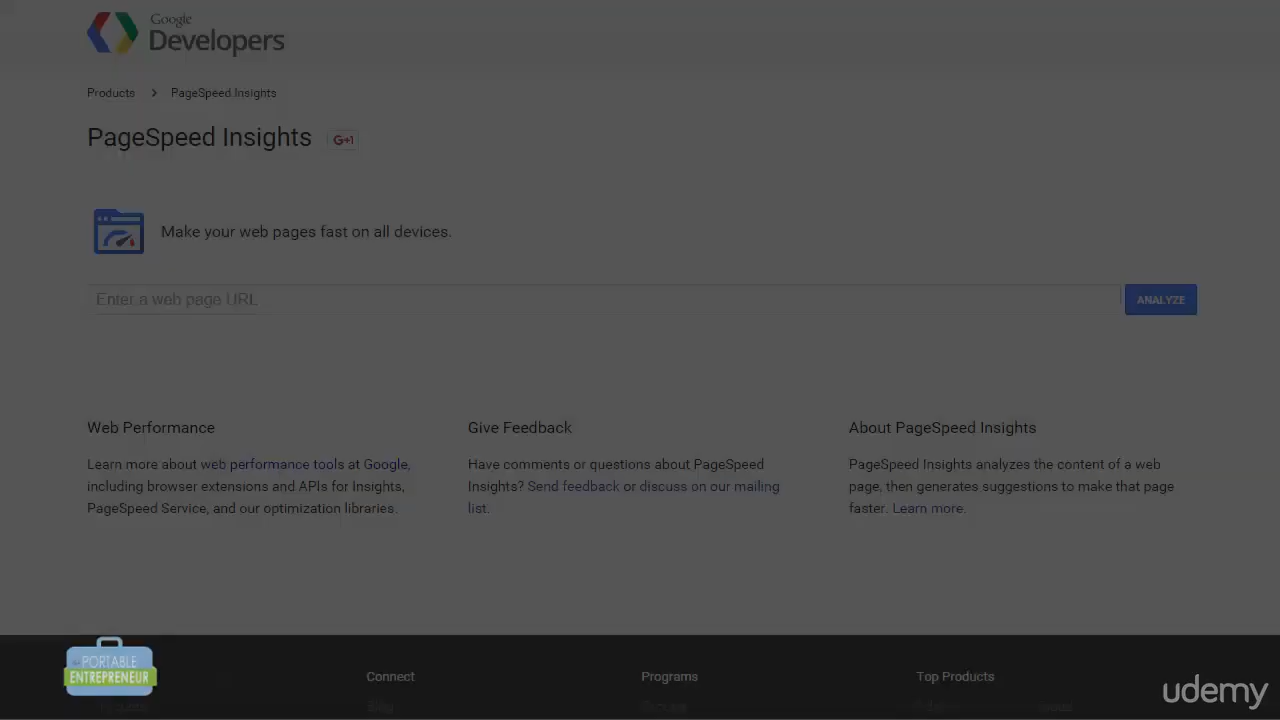 Google
Developers
Products > PageSpeed Insights
PageSpeed Insights G+1
Make your web pages fast on all devices.
Enter a web page URL
ANALYZE
Web Performance
Learn more about web performance tools at Google,
including browser extensions and APIs for Insights,
PageSpeed Service, and our optimization libraries.
Give Feedback
Have comments or questions about PageSpeed
Insights? Send feedback or discuss on our mailing
list.
About PageSpeed Insights
PageSpeed Insights analyzes the content of a web
page, then generates suggestions to make that page
faster. Learn more.
PORTABLE
ENTREPRENEUR
Connect
Blog
Programs
Top Products
udemy